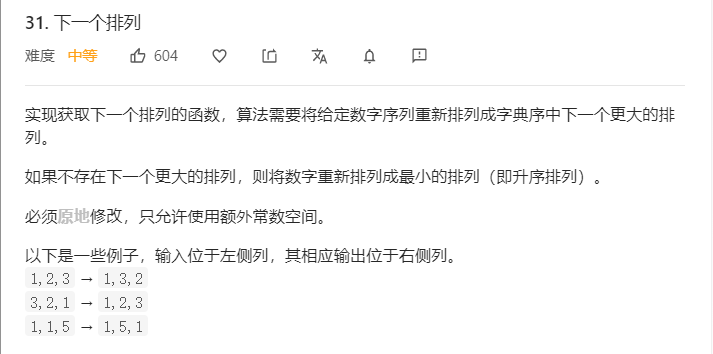 31. 下一个排列
难度 中等 604
实现获取下一个排列的函数，算法需要将给定数字序列重新排列成字典序中下一个更大的排
列。
如果不存在下一个更大的排列，则将数字重新排列成最小的排列（即升序排列）。
必须原地修改，只允许使用额外常数空间。
以下是一些例子，输入位于左侧列，其相应输出位于右侧列。
1,2,3 → 1,3,2
3,2,1 → 1,2,3
1,1,5 → 1,5,1